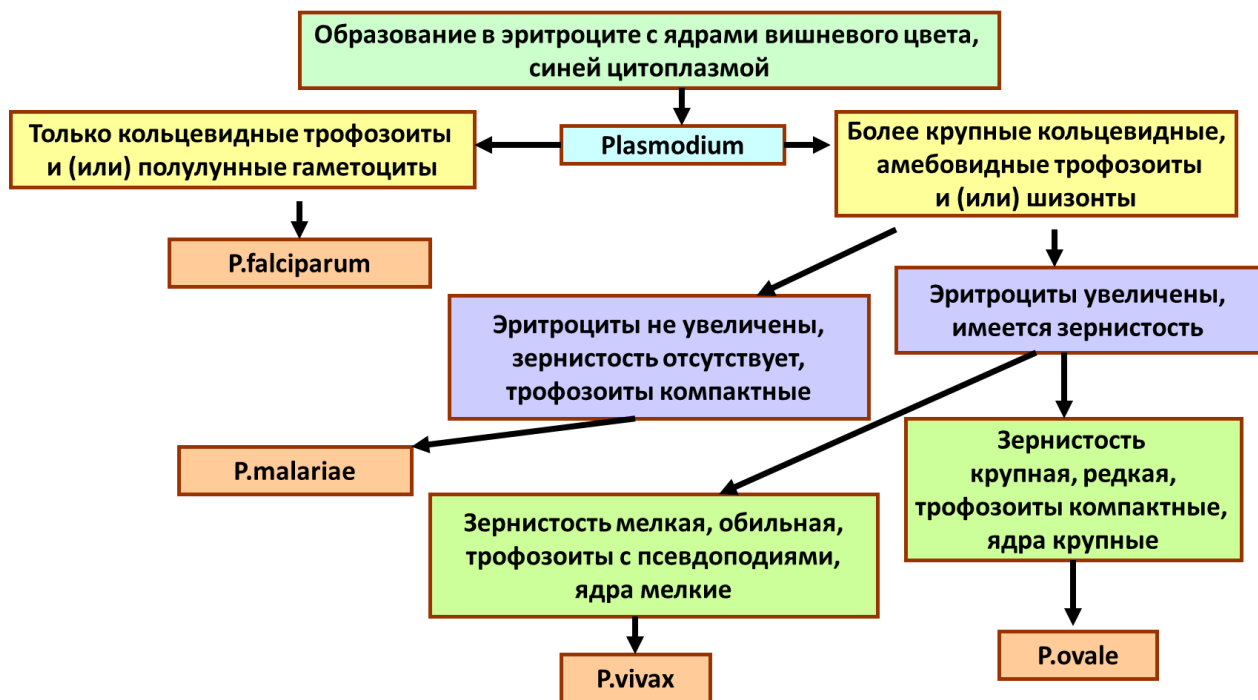 Образование в эритроците с ядрами вишневого цвета,
синей цитоплазмой
Только кольцевидные трофозоиты
и (или) полулунные гаметоциты
Plasmodium
Более крупные кольцевидные,
амебовидные трофозоиты
и (или) шизонты
P.falciparum
Эритроциты не увеличены,
зернистость отсутствует,
трофозоиты компактные
Эритроциты увеличены,
имеется зернистость
P.malariae
Зернистость мелкая, обильная,
трофозоиты с псевдоподиями,
ядра мелкие
Зернистость
крупная, редкая,
трофозоиты компактные,
ядра крупные
P.vivax
P.ovale